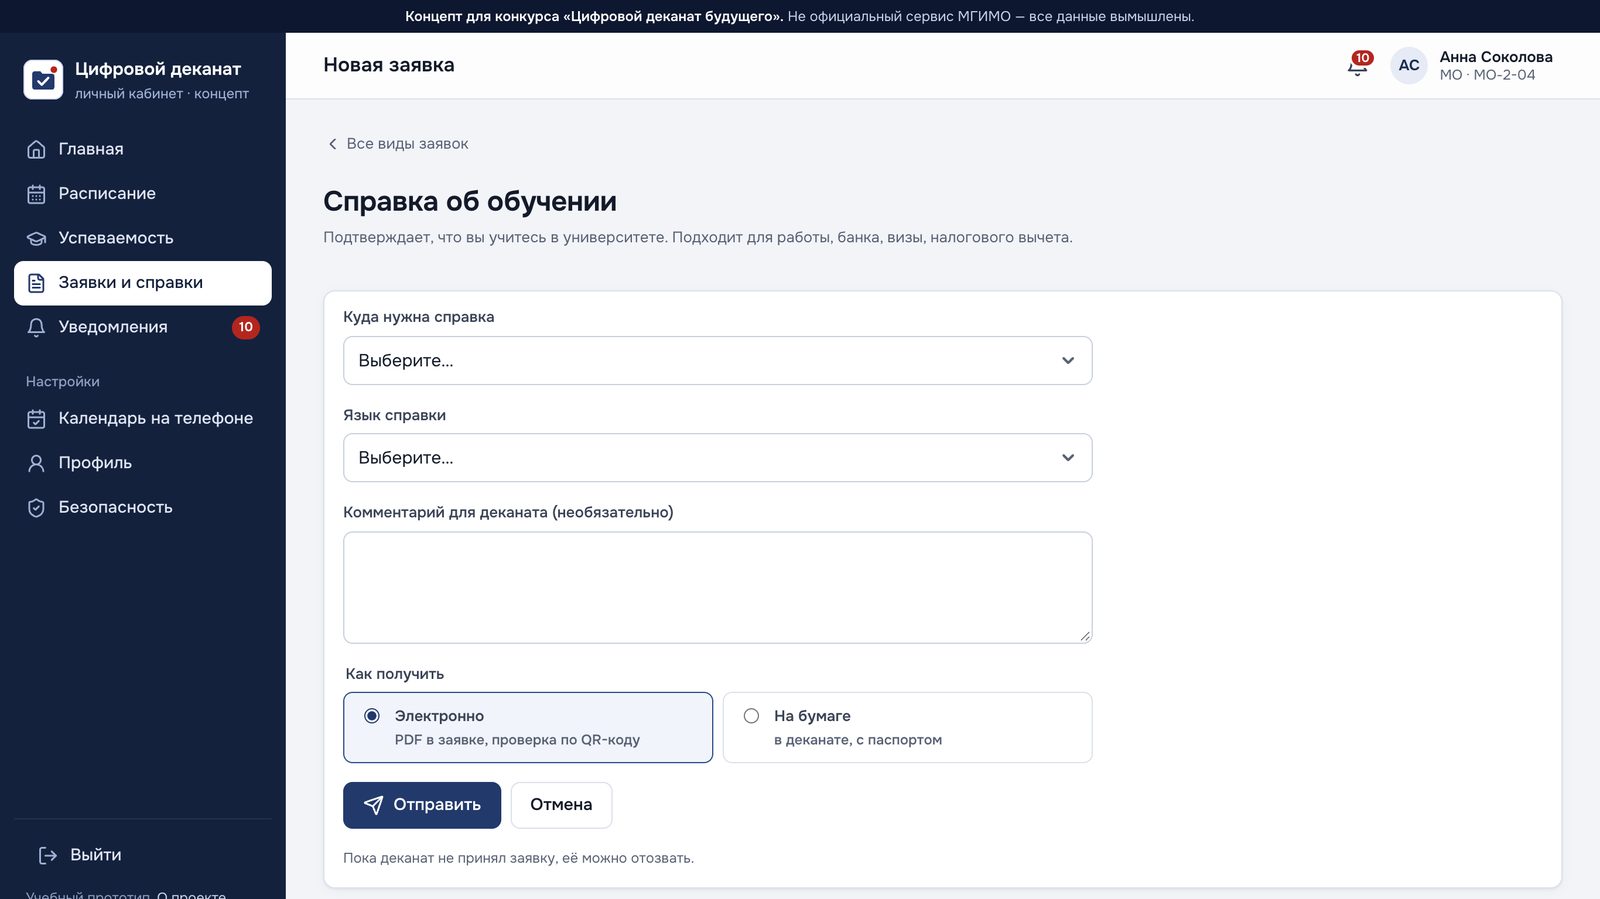 Концепт для конкурса «Цифровой деканат будущего». Не официальный сервис МГИМО — все данные вымышлены.
Цифровой деканат
личный кабинет · концепт
Главная
Расписание
Успеваемость
Заявки и справки
Уведомления 10
Настройки
Календарь на телефоне
Профиль
Безопасность
Выйти
Учебный прототип. О проекте
Новая заявка
10
АС
Анна Соколова
МО · МО-2-04
Все виды заявок
Справка об обучении
Подтверждает, что вы учитесь в университете. Подходит для работы, банка, визы, налогового вычета.
Куда нужна справка
Выберите...
Язык справки
Выберите...
Комментарий для деканата (необязательно)
Как получить
Электронно
PDF в заявке, проверка по QR-коду
На бумаге
в деканате, с паспортом
Отправить
Отмена
Пока деканат не принял заявку, её можно отозвать.